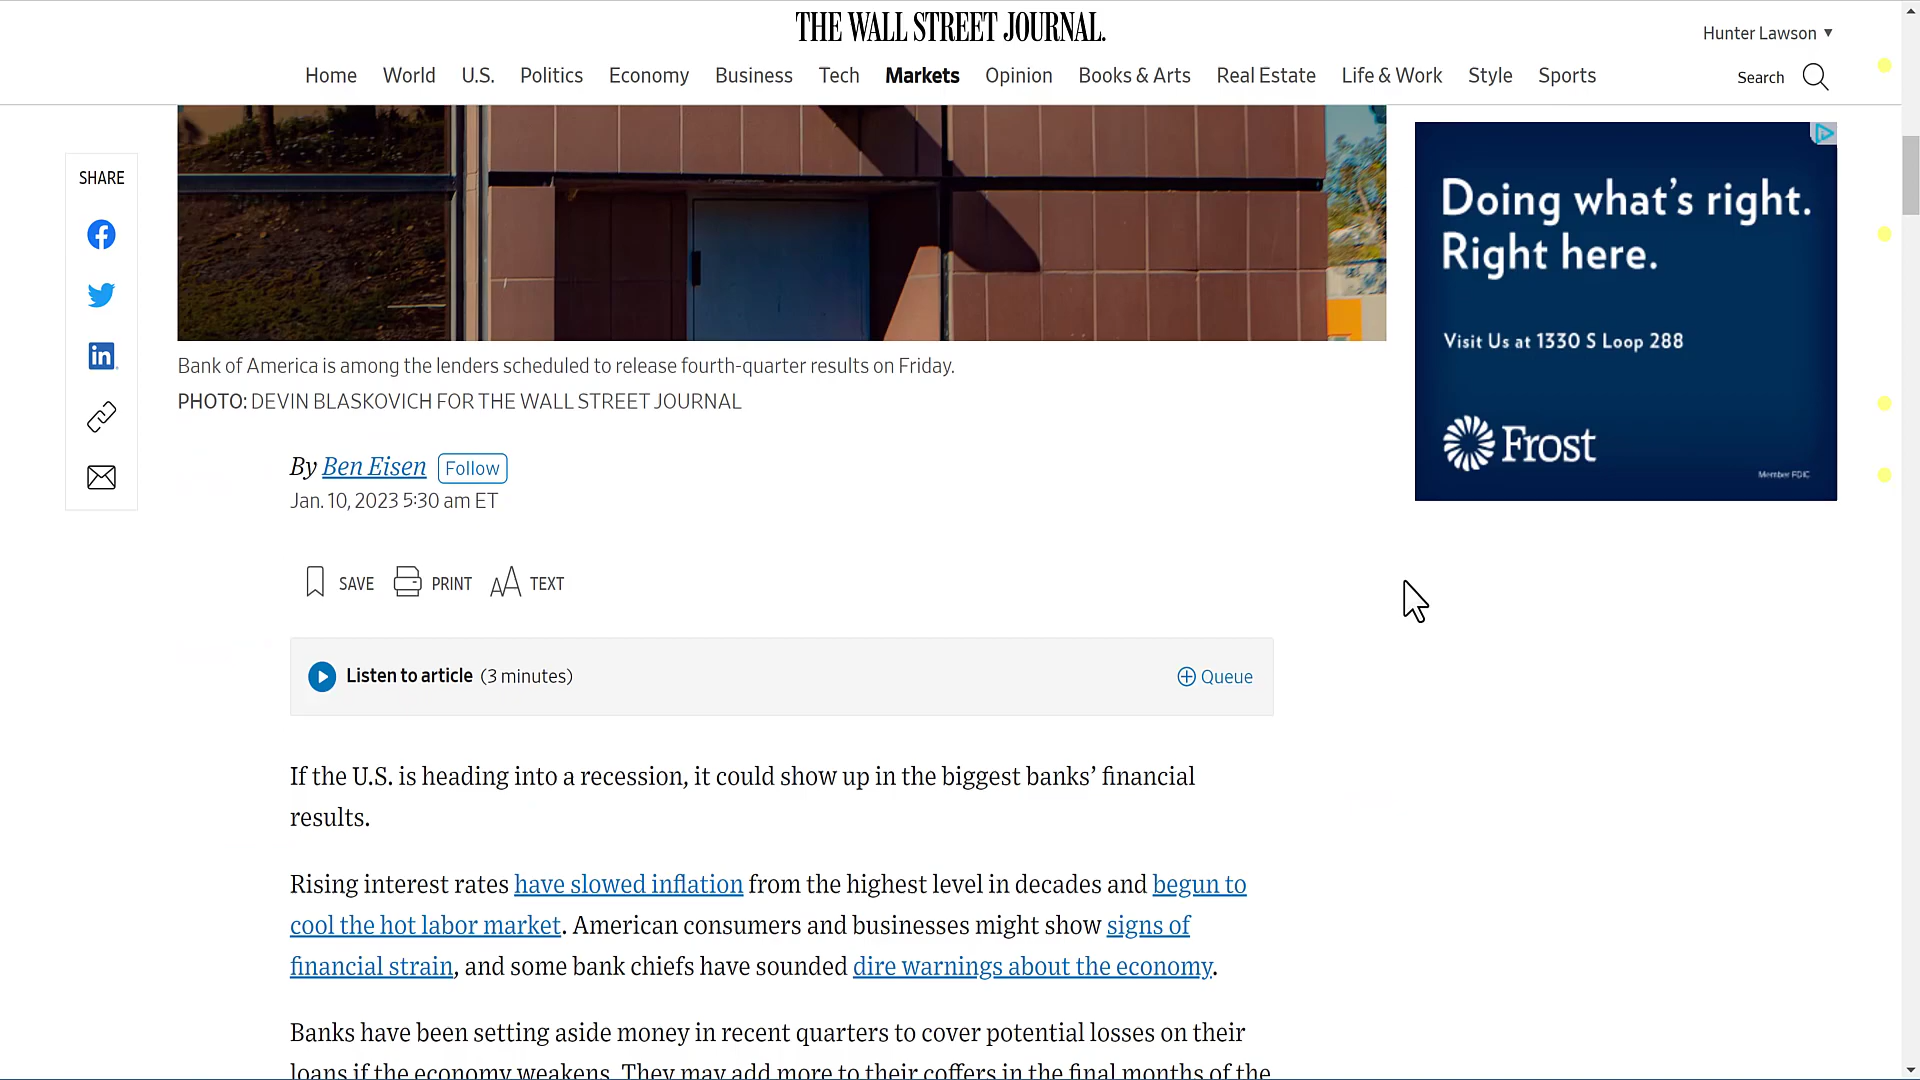 THE WALL STREET JOURNAL.
Hunter Lawson ▼
Home World U.S. Politics Economy Business Tech Markets Opinion Books & Arts Real Estate Life & Work Style Sports
Search
SHARE
Doing what's right.
Right here.
Visit Us at 1330 S Loop 288
Frost
Member FDIC
Bank of America is among the lenders scheduled to release fourth-quarter results on Friday.
PHOTO: DEVIN BLASKOVICH FOR THE WALL STREET JOURNAL
By Ben Eisen Follow
Jan. 10, 2023 5:30 am ET
SAVE PRINT AA TEXT
Listen to article (3 minutes)
Queue
If the U.S. is heading into a recession, it could show up in the biggest banks’ financial
results.
Rising interest rates have slowed inflation from the highest level in decades and begun to
cool the hot labor market. American consumers and businesses might show signs of
financial strain, and some bank chiefs have sounded dire warnings about the economy.
Banks have been setting aside money in recent quarters to cover potential losses on their
loans if the economy weakens. They may add more to their coffers in the final months of the